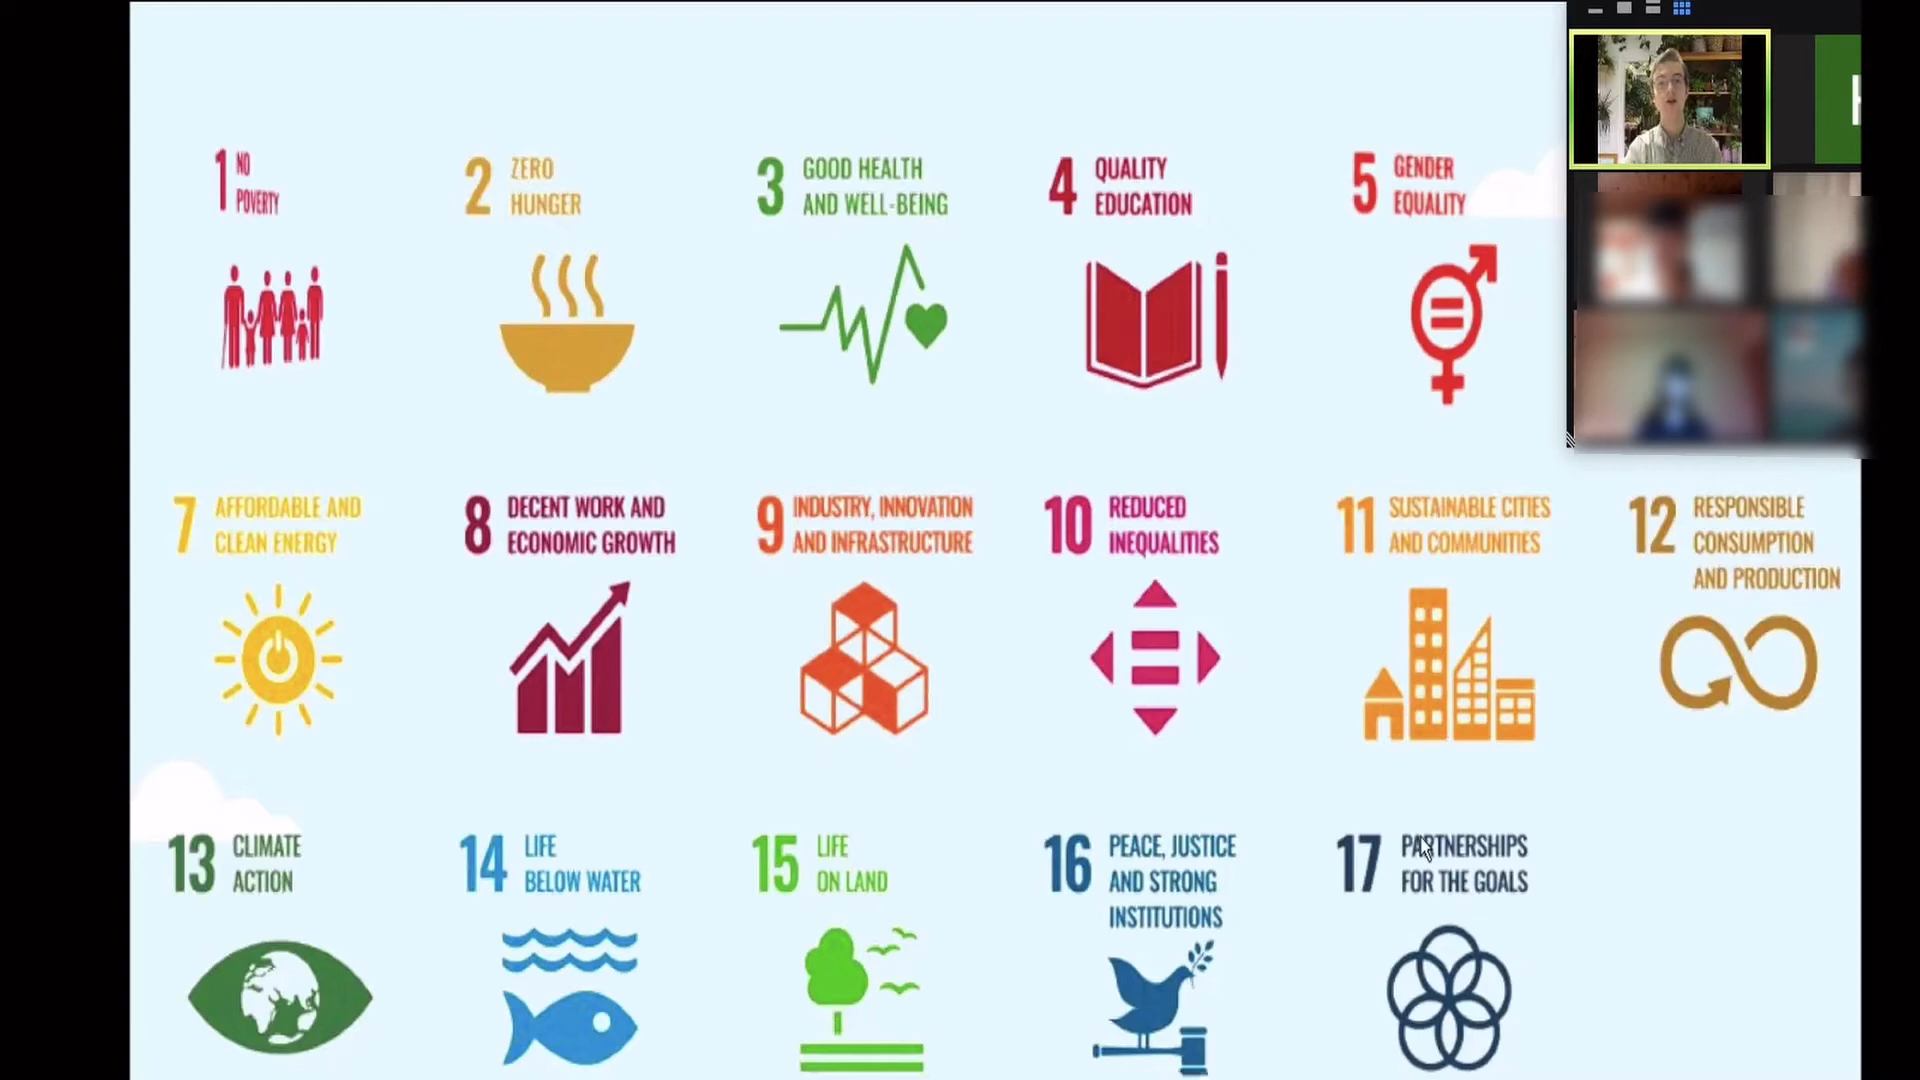 1 NO
POVERTY
2 ZERO
HUNGER
3 GOOD HEALTH
AND WELL-BEING
4 QUALITY
EDUCATION
5 GENDER
EQUALITY
7 AFFORDABLE AND
CLEAN ENERGY
8 DECENT WORK AND
ECONOMIC GROWTH
9 INDUSTRY, INNOVATION
AND INFRASTRUCTURE
10 REDUCED
INEQUALITIES
11 SUSTAINABLE CITIES
AND COMMUNITIES
12 RESPONSIBLE
CONSUMPTION
AND PRODUCTION
13 CLIMATE
ACTION
14 LIFE
BELOW WATER
15 LIFE
ON LAND
16 PEACE, JUSTICE
AND STRONG
INSTITUTIONS
17 PARTNERSHIPS
FOR THE GOALS